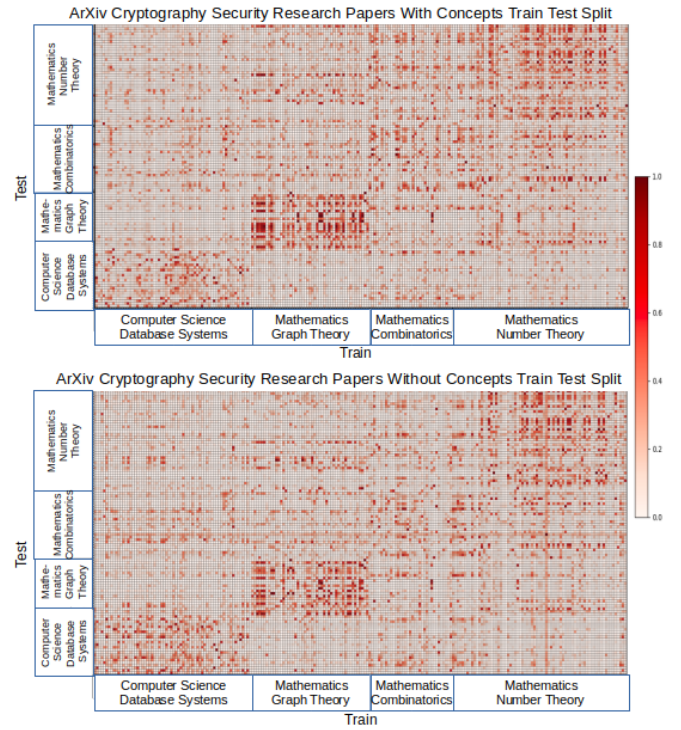 ArXiv Cryptography Security Research Papers With Concepts Train Test Split
Test
Mathematics
Number
Theory
Mathematics
Combinatorics
Mathe-
matics
Graph
Theory
Computer
Science
Database
Systems
Computer Science
Database Systems
Mathematics
Graph Theory
Mathematics
Combinatorics
Mathematics
Number Theory
Train
1.0
0.8
0.6
0.4
0.2
0.0
ArXiv Cryptography Security Research Papers Without Concepts Train Test Split
Test
Mathematics
Number
Theory
Mathematics
Combinatorics
Mathe-
matics
Graph
Theory
Computer
Science
Database
Systems
Computer Science
Database Systems
Mathematics
Graph Theory
Mathematics
Combinatorics
Mathematics
Number Theory
Train